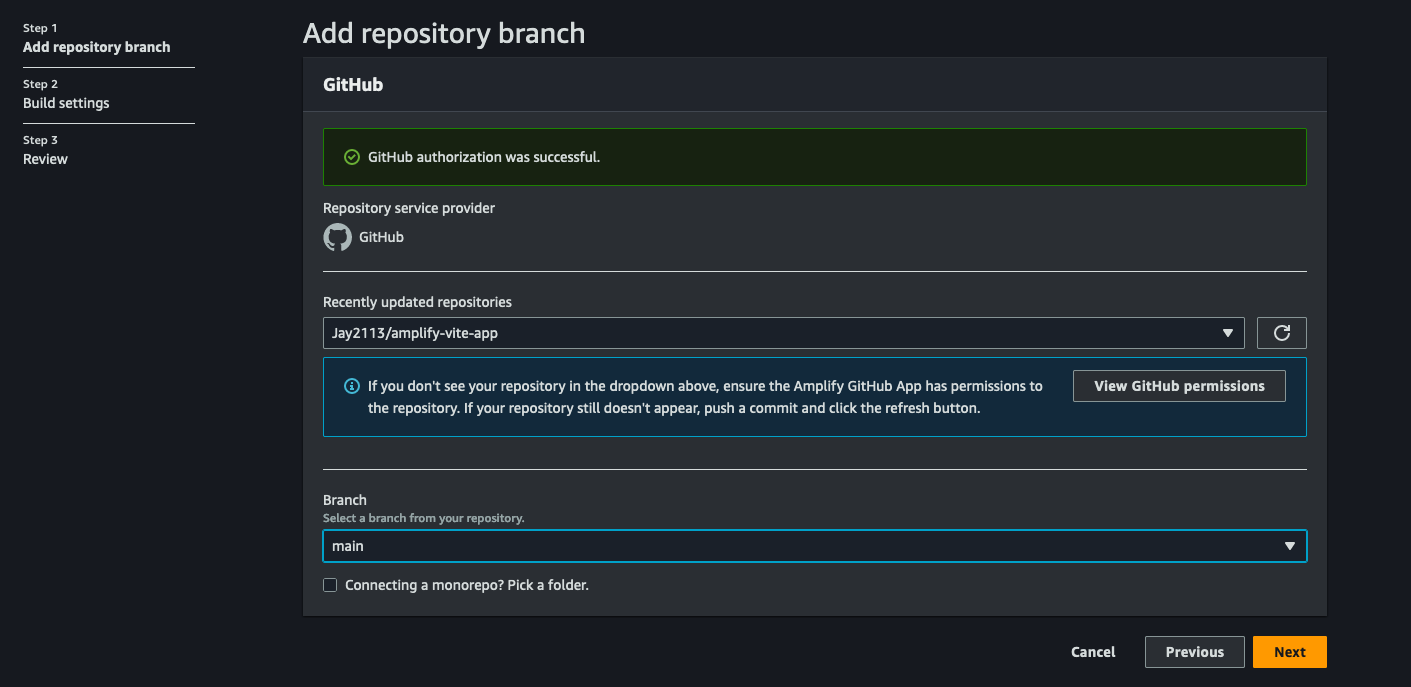 Step 1
Add repository branch
Step 2
Build settings
Step 3
Review
Add repository branch
GitHub
GitHub authorization was successful.
Repository service provider
GitHub
Recently updated repositories
Jay2113/amplify-vite-app
If you don't see your repository in the dropdown above, ensure the Amplify GitHub App has permissions to
the repository. If your repository still doesn't appear, push a commit and click the refresh button.
View GitHub permissions
Branch
Select a branch from your repository.
main
Connecting a monorepo? Pick a folder.
Cancel
Previous
Next